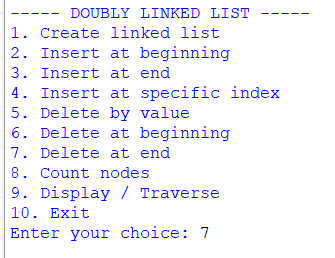 ----- DOUBLY LINKED LIST -----
1. Create linked list
2. Insert at beginning
3. Insert at end
4. Insert at specific index
5. Delete by value
6. Delete at beginning
7. Delete at end
8. Count nodes
9. Display / Traverse
10. Exit
Enter your choice: 7